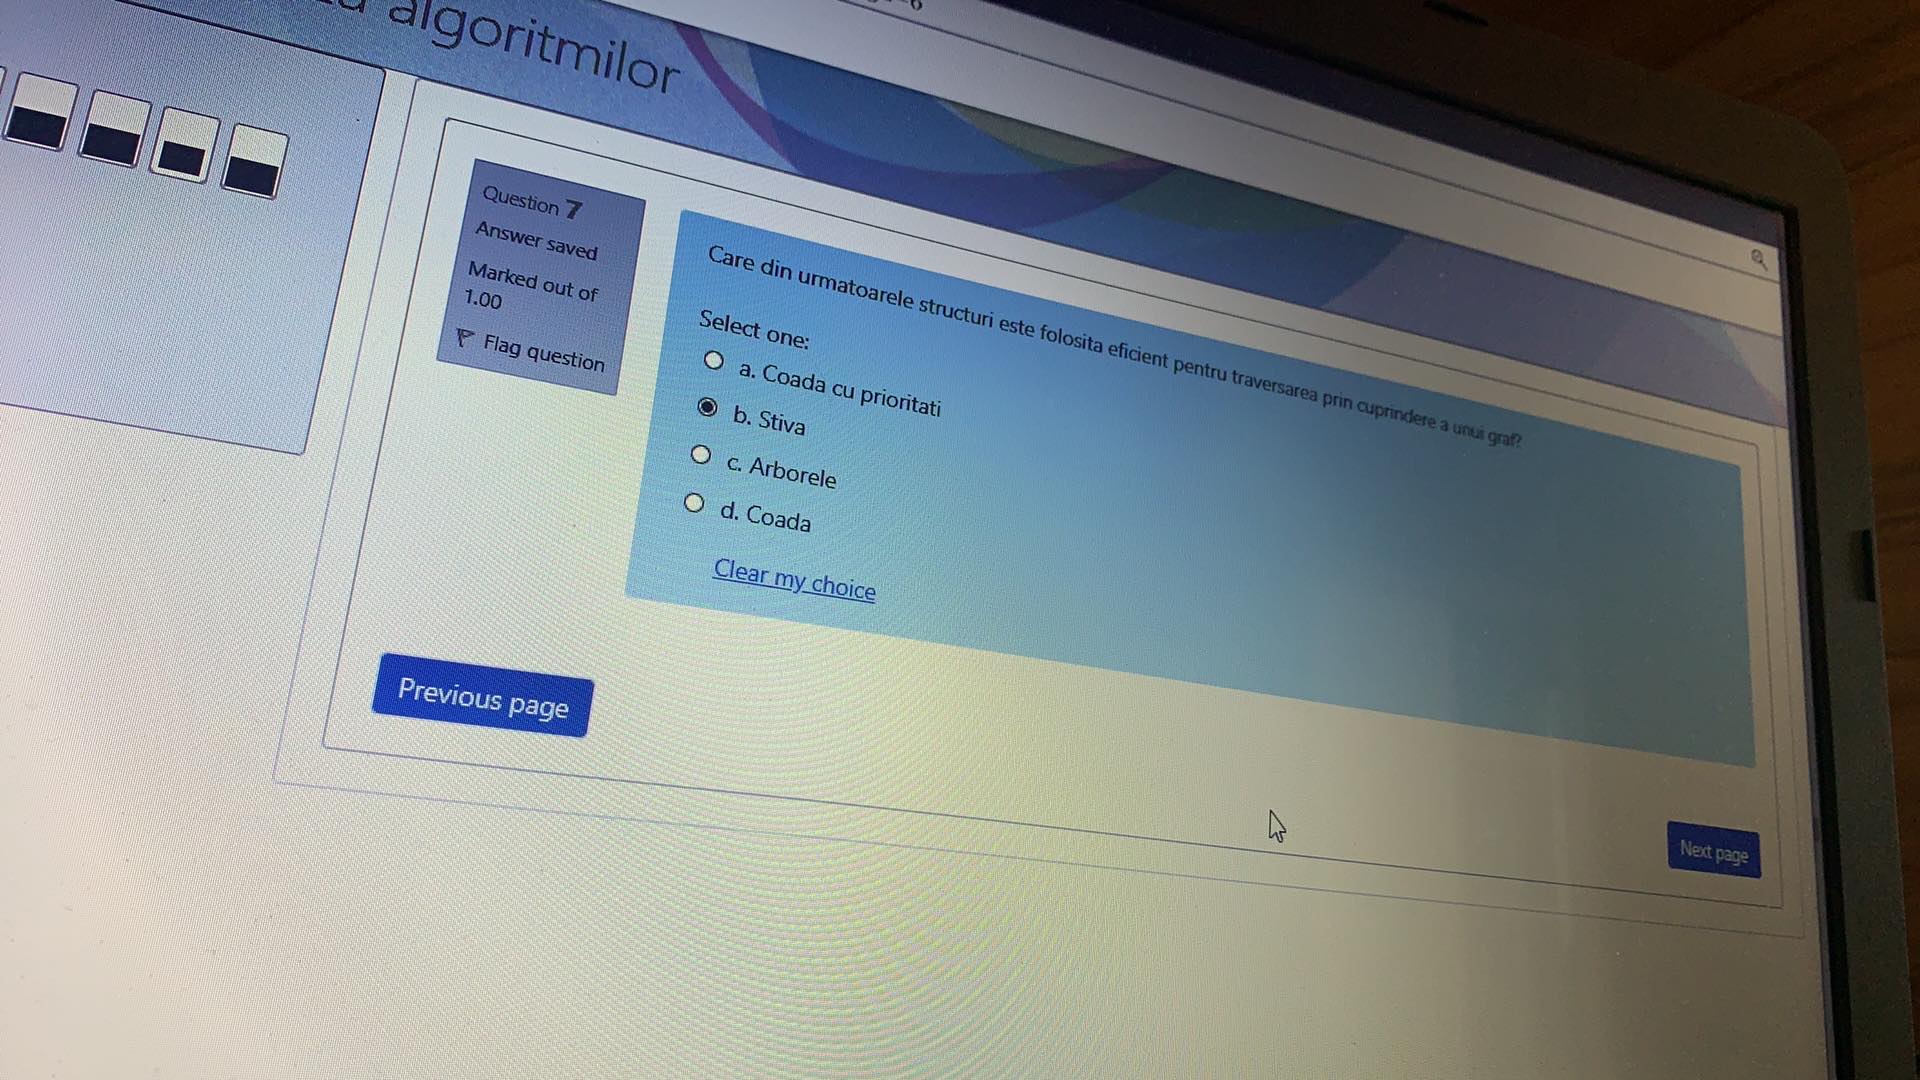 algoritmilor
Question 7
Answer saved
Marked out of
1.00
Flag question
Care din urmatoarele structuri este folosita eficient pentru traversarea prin cuprindere a unui graf?
Select one:
a. Coada cu prioritati
b. Stiva
c. Arborele
d. Coada
Clear my choice
Previous page
Next page